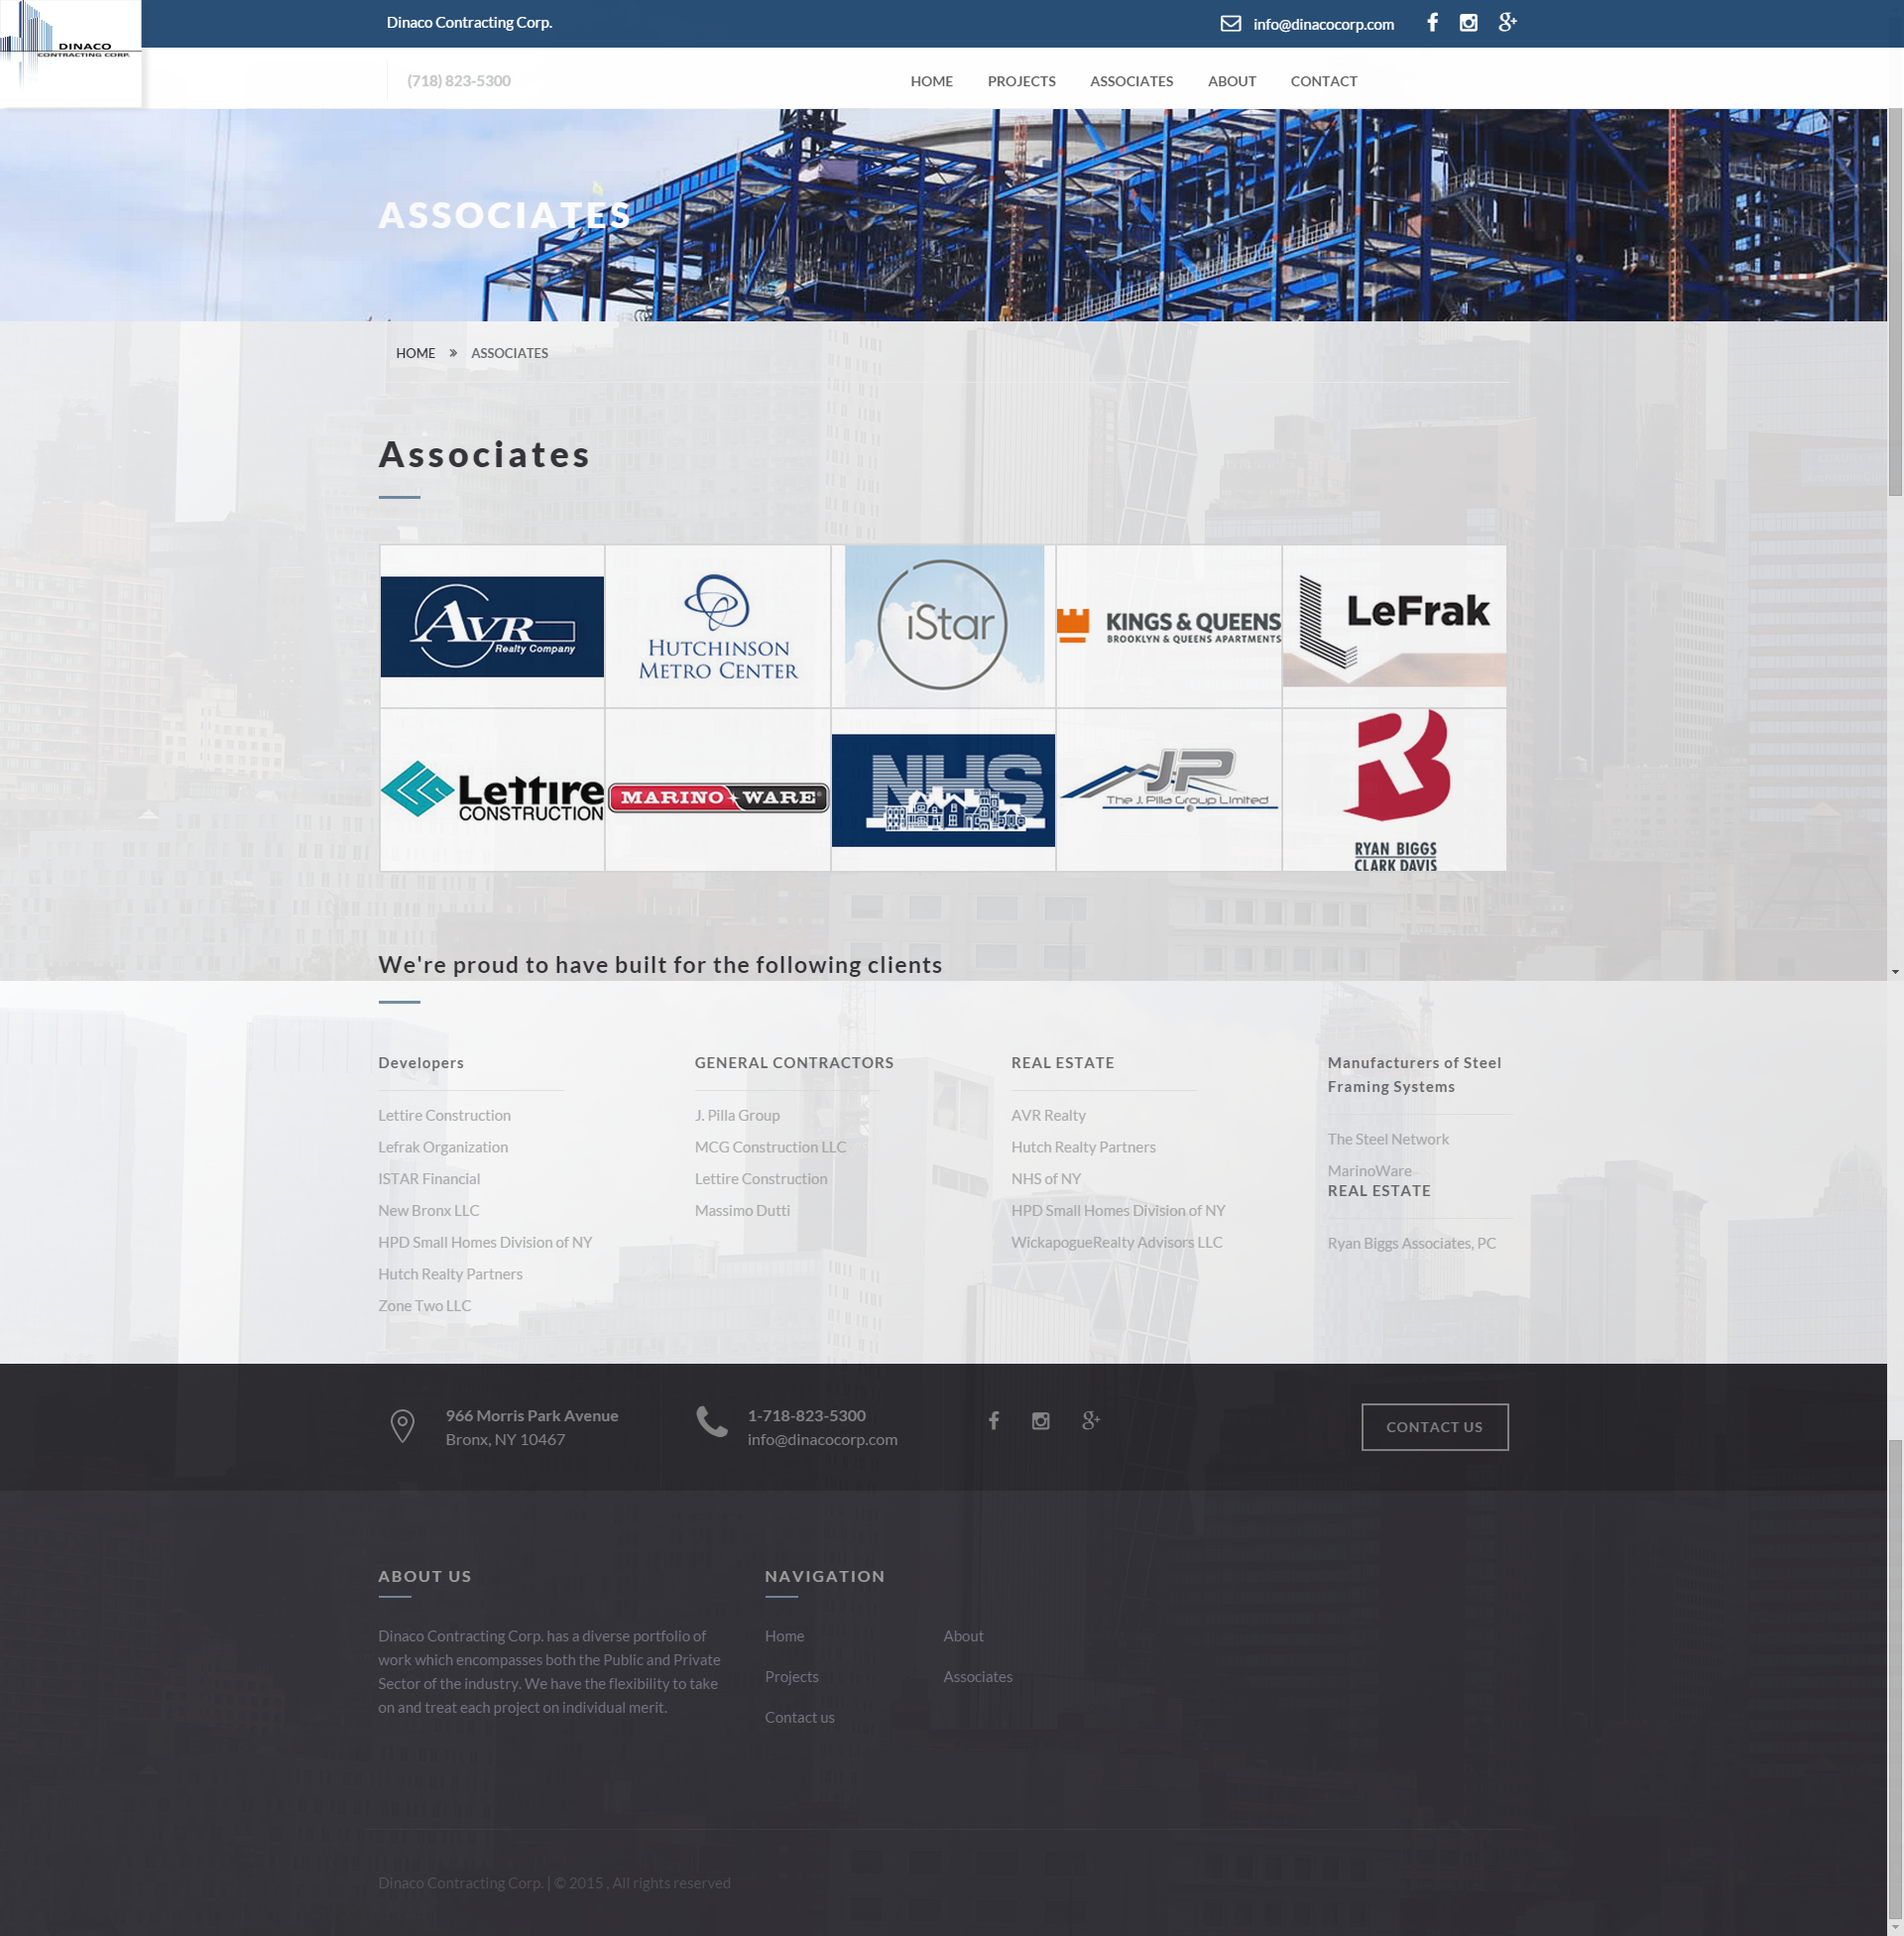 DINACO
CONTRACTING CORP.
Dinaco Contracting Corp.
info@dinacocorp.com
(718) 823-5300
HOME PROJECTS ASSOCIATES ABOUT CONTACT
ASSOCIATES
HOME » ASSOCIATES
Associates
AVR
Realty Company
HUTCHINSON
METRO CENTER
iStar
KINGS & QUEENS
BROOKLYN & QUEENS APARTMENTS
LeFrak
Lettire
CONSTRUCTION
MARINO WARE®
NHS
JP
The J. Pilla Group Limited
RYAN BIGGS
CLARK DAVIS
We're proud to have built for the following clients
Developers
Lettire Construction
Lefrak Organization
ISTAR Financial
New Bronx LLC
HPD Small Homes Division of NY
Hutch Realty Partners
Zone Two LLC
GENERAL CONTRACTORS
J. Pilla Group
MCG Construction LLC
Lettire Construction
Massimo Dutti
REAL ESTATE
AVR Realty
Hutch Realty Partners
NHS of NY
HPD Small Homes Division of NY
WickapogueRealty Advisors LLC
Manufacturers of Steel
Framing Systems
The Steel Network
MarinoWare
REAL ESTATE
Ryan Biggs Associates, PC
966 Morris Park Avenue
Bronx, NY 10467
1-718-823-5300
info@dinacocorp.com
CONTACT US
ABOUT US
Dinaco Contracting Corp. has a diverse portfolio of
work which encompasses both the Public and Private
Sector of the industry. We have the flexibility to take
on and treat each project on individual merit.
NAVIGATION
Home
About
Projects
Associates
Contact us
Dinaco Contracting Corp. | © 2015 , All rights reserved